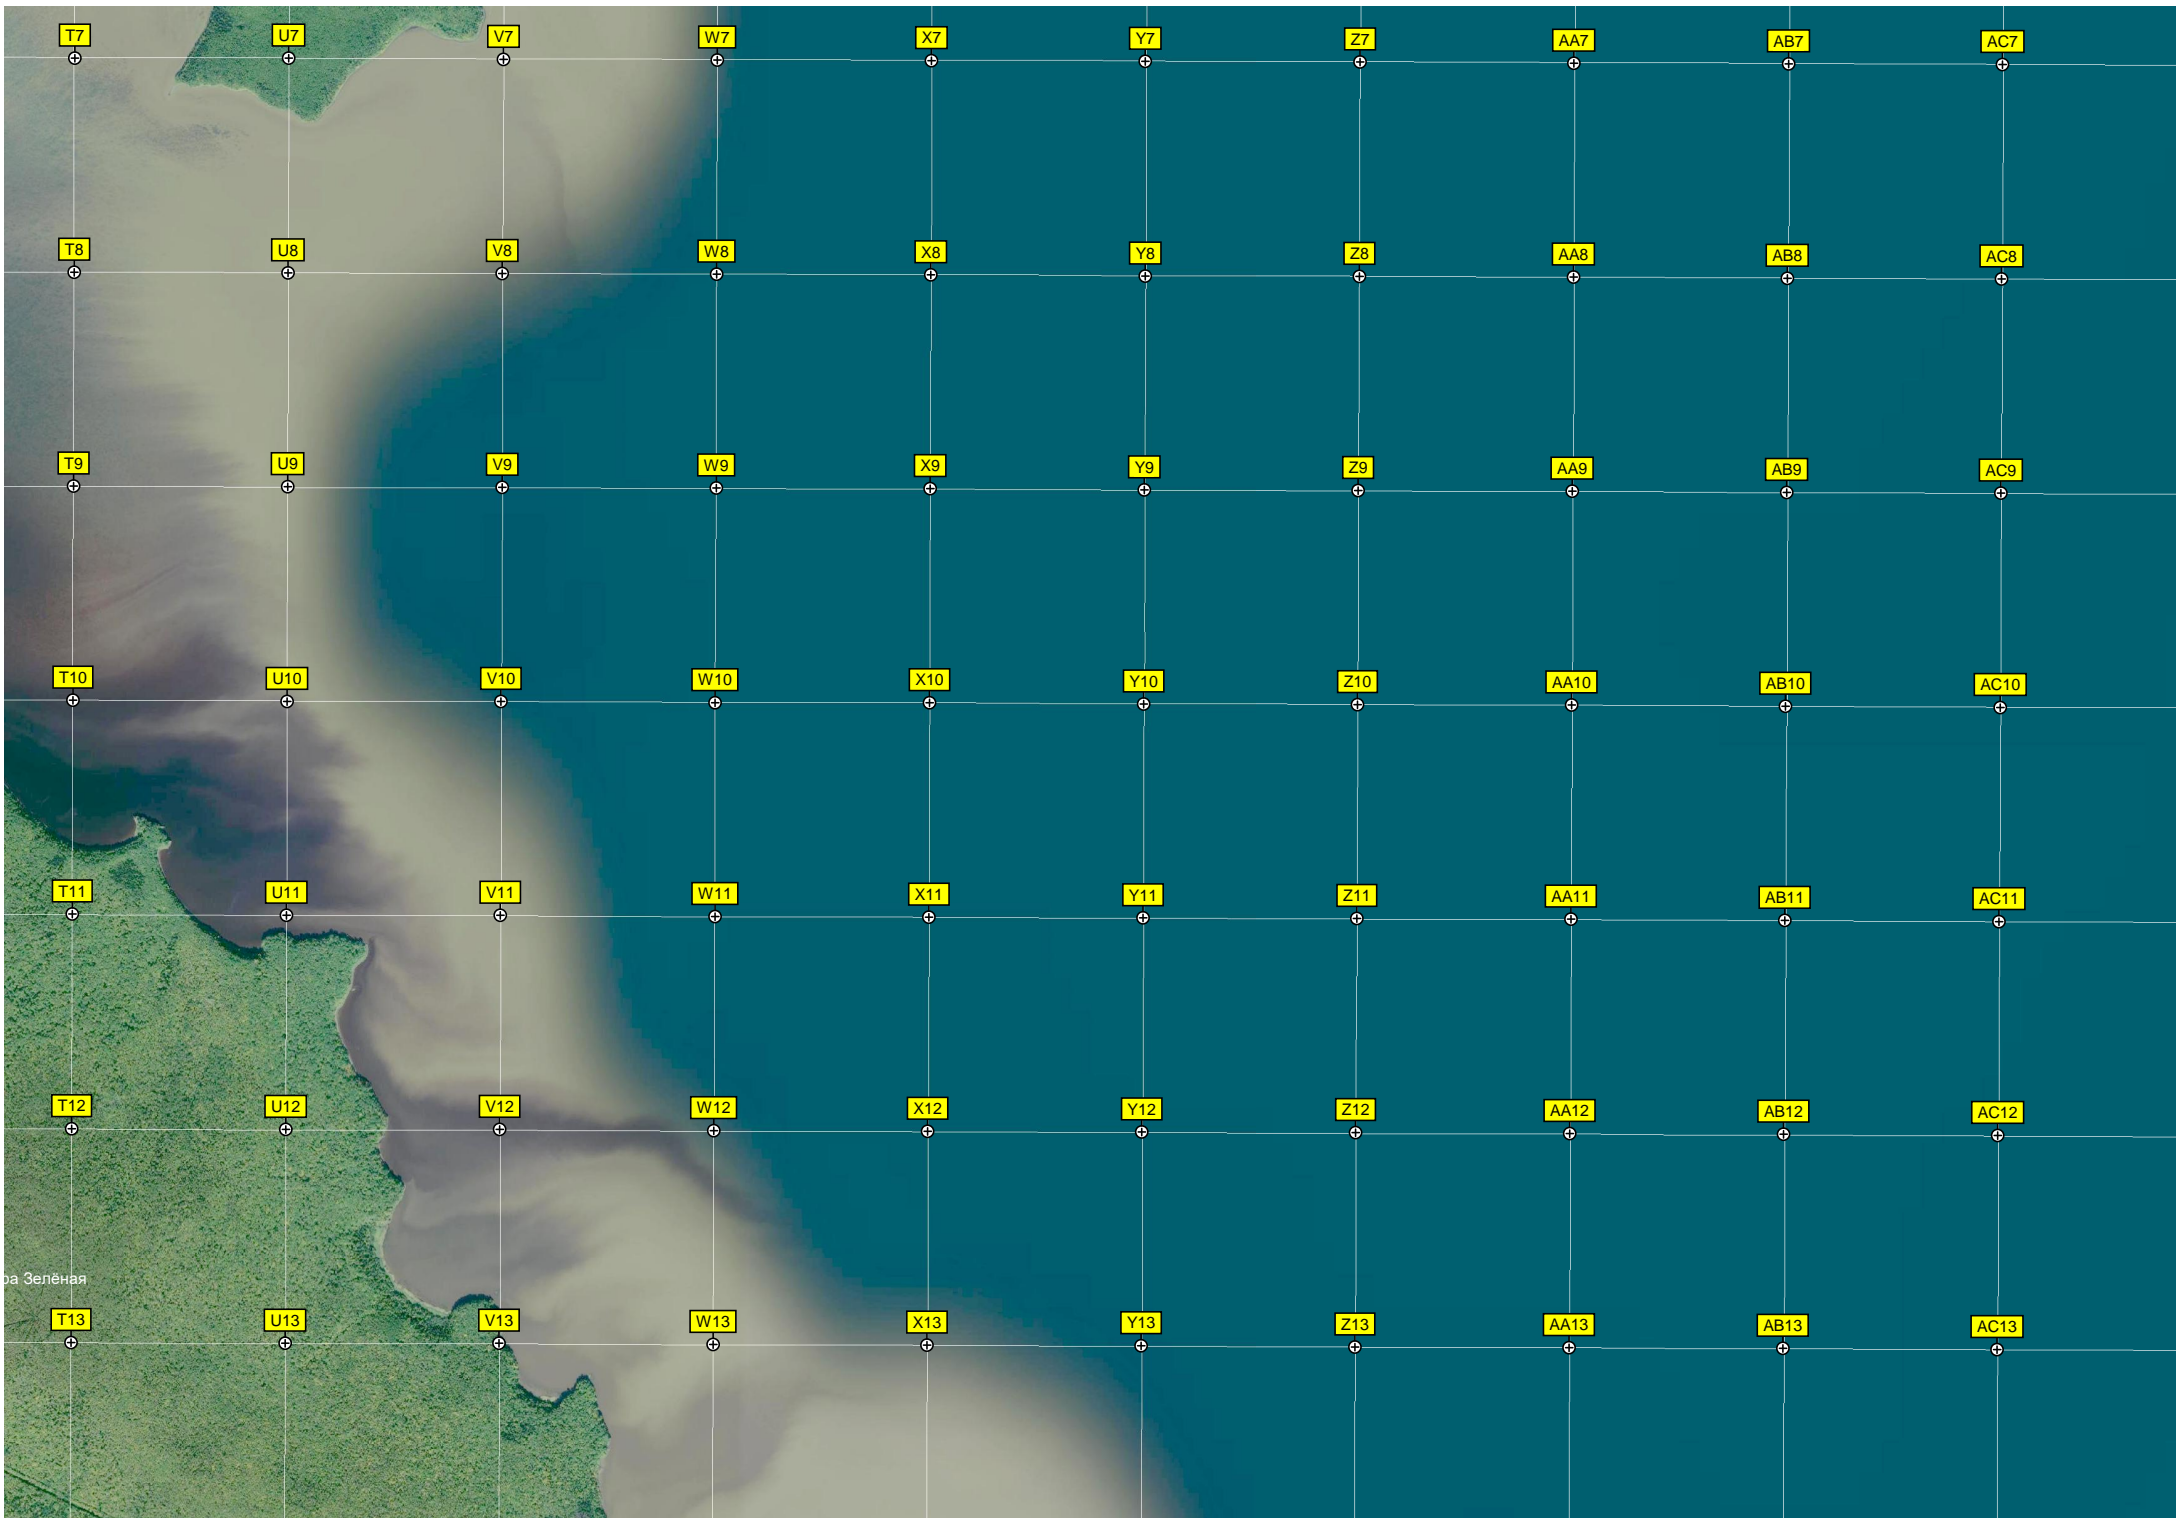 T7 U7 V7 W7 X7 Y7 Z7 AA7 AB7 AC7
T8 U8 V8 W8 X8 Y8 Z8 AA8 AB8 AC8
T9 U9 V9 W9 X9 Y9 Z9 AA9 AB9 AC9
T10 U10 V10 W10 X10 Y10 Z10 AA10 AB10 AC10
T11 U11 V11 W11 X11 Y11 Z11 AA11 AB11 AC11
T12 U12 V12 W12 X12 Y12 Z12 AA12 AB12 AC12
ра Зелёная
T13 U13 V13 W13 X13 Y13 Z13 AA13 AB13 AC13